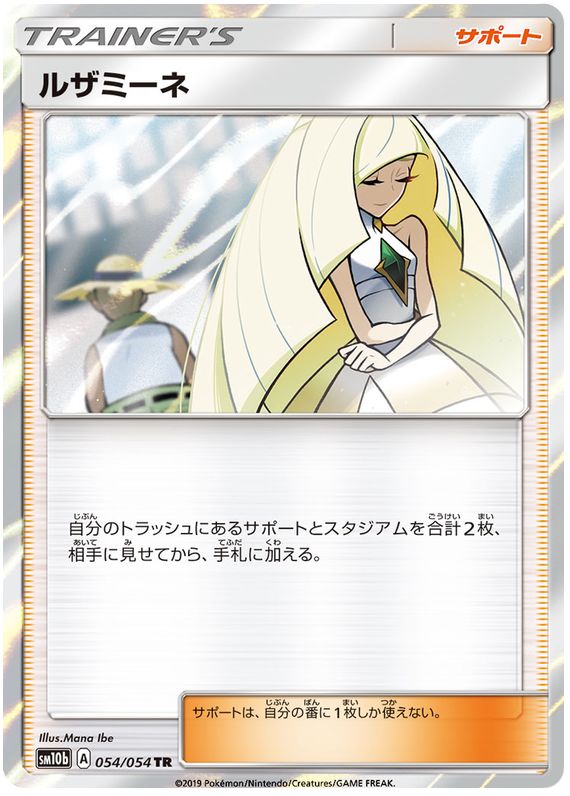 TRAINER'S
サポート
ルザミーネ
自分のトラッシュにあるサポートとスタジアムを合計2枚、
相手に見せてから、手札に加える。
サポートは、自分の番に1枚しか使えない。
Illus.Mana Ibe
sm10b A 054/054 TR
©2019 Pokémon/Nintendo/Creatures/GAME FREAK.